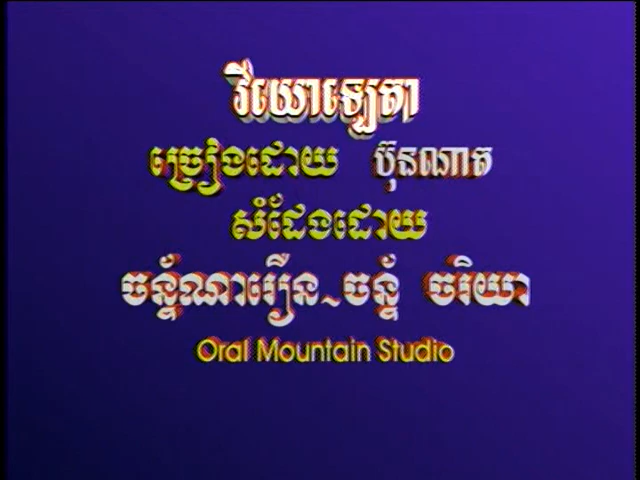 វីយោឡេតា
ច្រៀងដោយ ប៊ុនណាត
សំដែងដោយ
ចន្ទ័ណារឿន~ចន្ទ័ ចរិយា
Oral Mountain Studio